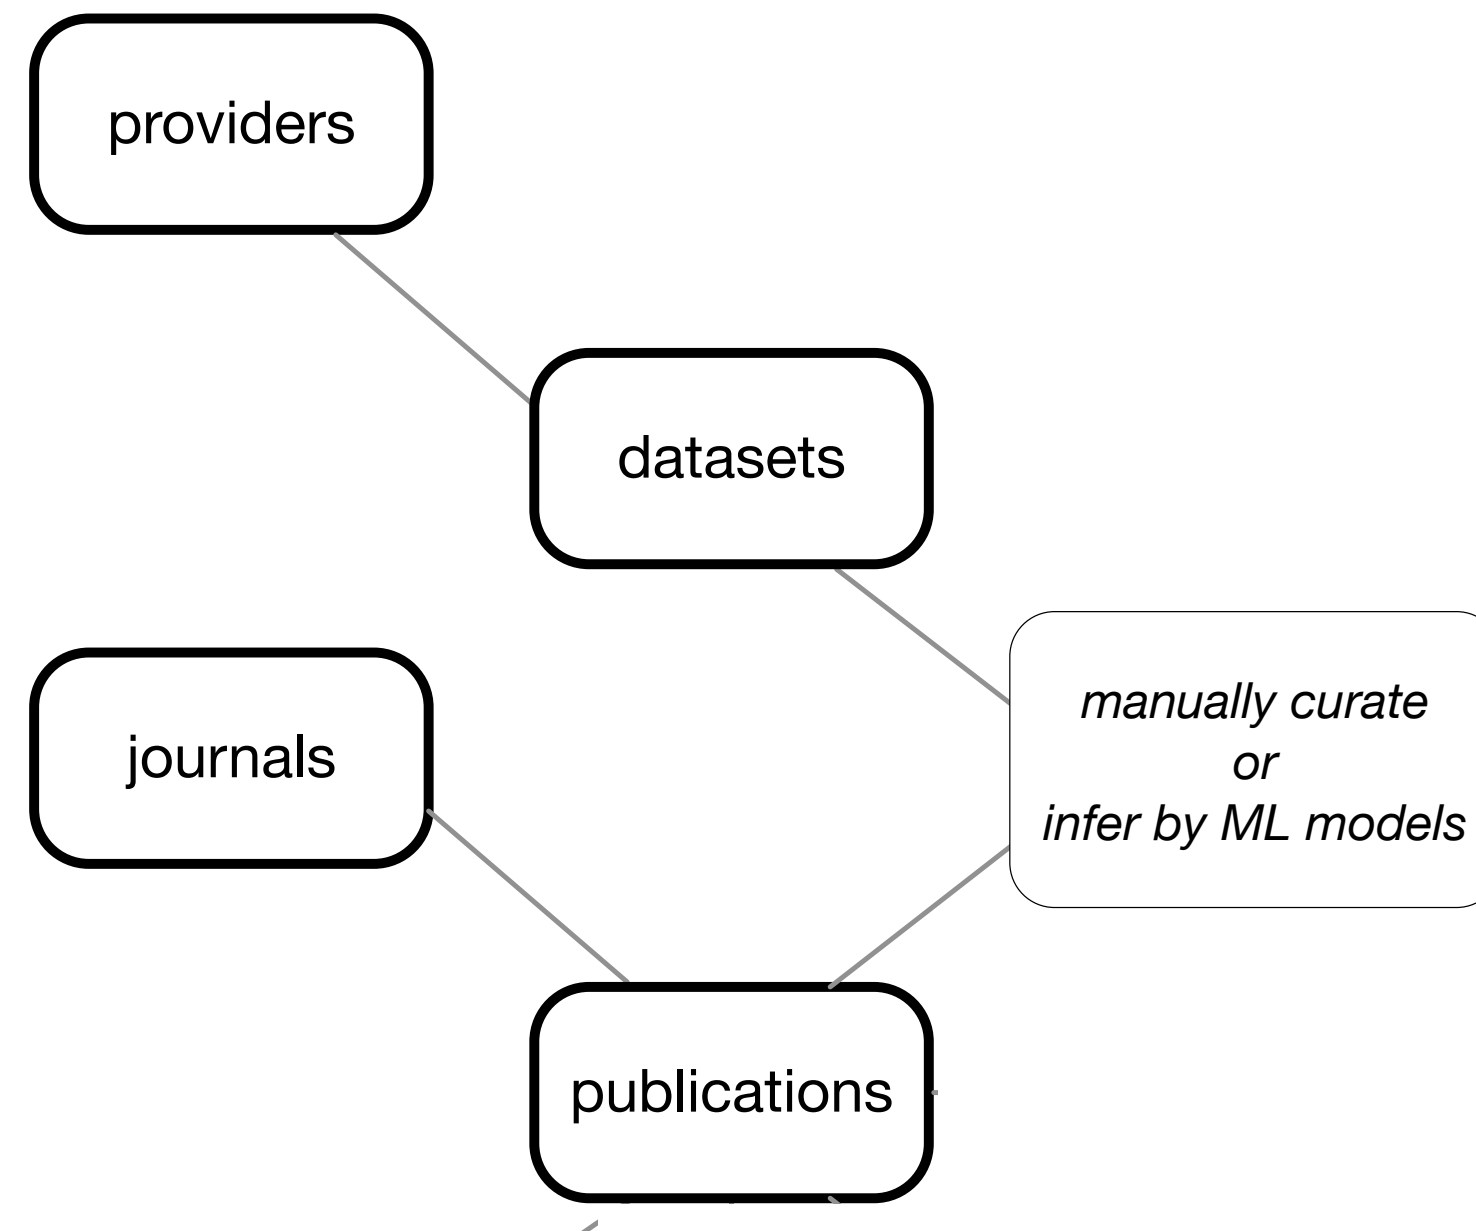 providers
datasets
journals
manually curate
or
infer by ML models
publications